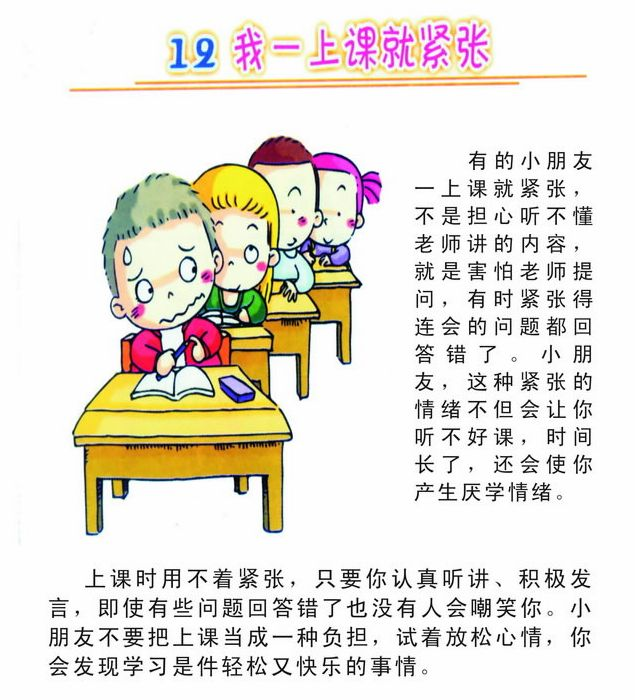 12 我一上课就紧张
有的小朋友
一上课就紧张，
不是担心听不懂
老师讲的内容，
就是害怕老师提
问，有时紧张得
连会的问题都回
答错了。小朋
友，这种紧张的
情绪不但会让你
听不好课，时间
长了，还会使你
产生厌学情绪。
上课时用不着紧张，只要你认真听讲、积极发
言，即使有些问题回答错了也没有人会嘲笑你。小
朋友不要把上课当成一种负担，试着放松心情，你
会发现学习是件轻松又快乐的事情。